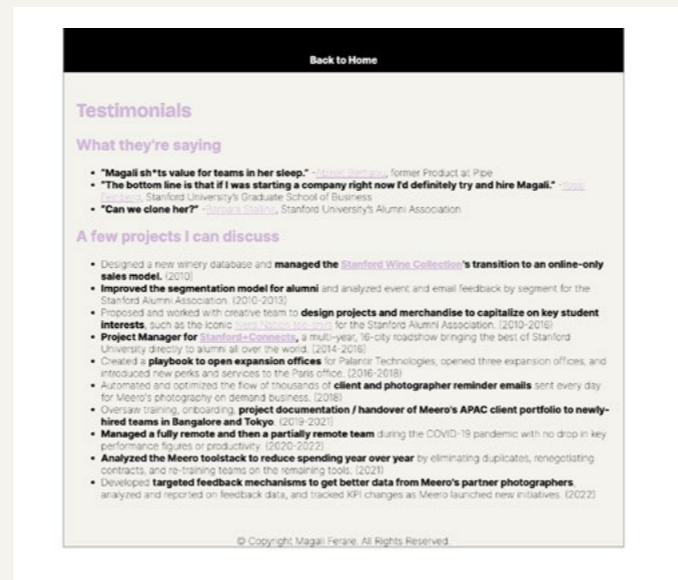 Back to Home
Testimonials
What they're saying
• "Magali sh*ts value for teams in her sleep." - , former Product at Pipe
• "The bottom line is that if I was starting a company right now I'd definitely try and hire Magali." -
, Stanford University's Graduate School of Business
• "Can we clone her?" -Barbara , Stanford University's Alumni Association
A few projects I can discuss
• Designed a new winery database and managed the Stanford Wine Collection's transition to an online-only
sales model. (2010)
• Improved the segmentation model for alumni and analyzed event and email feedback by segment for the
Stanford Alumni Association. (2010-2013)
• Proposed and worked with creative team to design projects and merchandise to capitalize on key student
interests, such as the iconic Nerd Nation tee-shirt for the Stanford Alumni Association. (2010-2016)
• Project Manager for Stanford+Connects, a multi-year, 16-city roadshow bringing the best of Stanford
University directly to alumni all over the world. (2014-2016)
• Created a playbook to open expansion offices for Palantir Technologies, opened three expansion offices, and
introduced new perks and services to the Paris office. (2016-2018)
• Automated and optimized the flow of thousands of client and photographer reminder emails sent every day
for Meero's photography on demand business. (2018)
• Oversaw training, onboarding, project documentation / handover of Meero's APAC client portfolio to newly-
hired teams in Bangalore and Tokyo. (2019-2021)
• Managed a fully remote and then a partially remote team during the COVID-19 pandemic with no drop in key
performance figures or productivity. (2020-2022)
• Analyzed the Meero toolstack to reduce spending year over year by eliminating duplicates, renegotiating
contracts, and re-training teams on the remaining tools. (2021)
• Developed targeted feedback mechanisms to get better data from Meero's partner photographers,
analyzed and reported on feedback data, and tracked KPI changes as Meero launched new initiatives. (2022)
© Copyright Magali Ferare. All Rights Reserved.